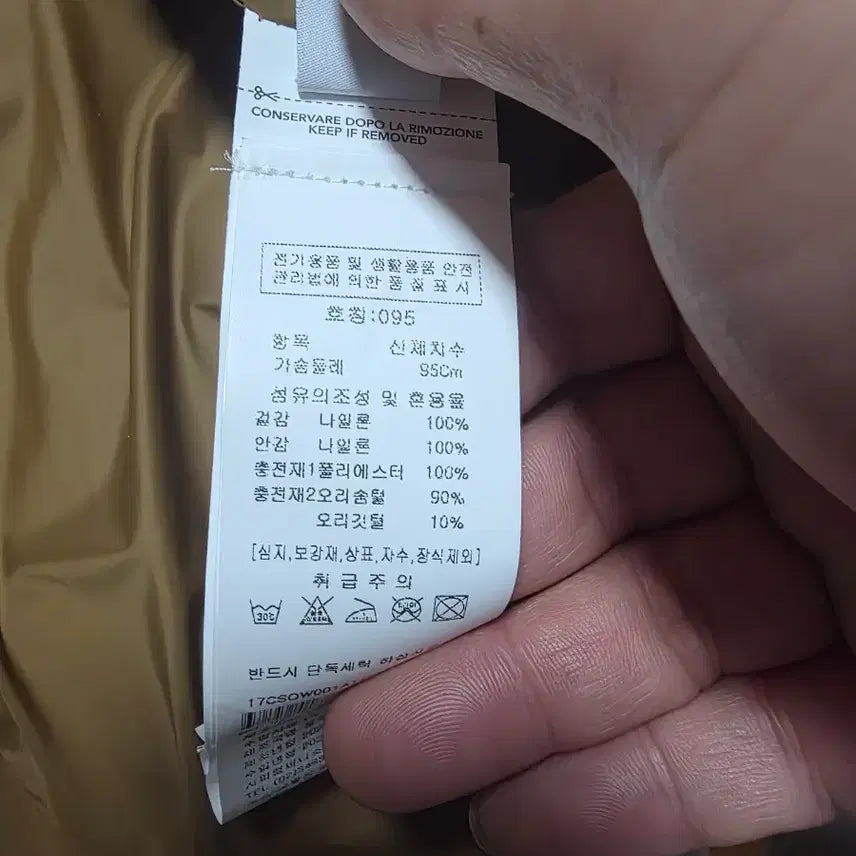 CONSERVARE DOPO LA RIMOZIONE
KEEP IF REMOVED
전기용품 및 생활용품 안전
관리법에 의한 품질표시
호칭:095
항목 신체치수
가슴둘레 95Cm
섬유의조성 및 혼용율
겉감 나일론 100%
안감 나일론 100%
충전재1폴리에스터 100%
충전재2오리솜털 90%
오리깃털 10%
[심지,보강재,상표,자수,장식제외]
취급주의
30℃
반드시 단독세탁
17CSOW001